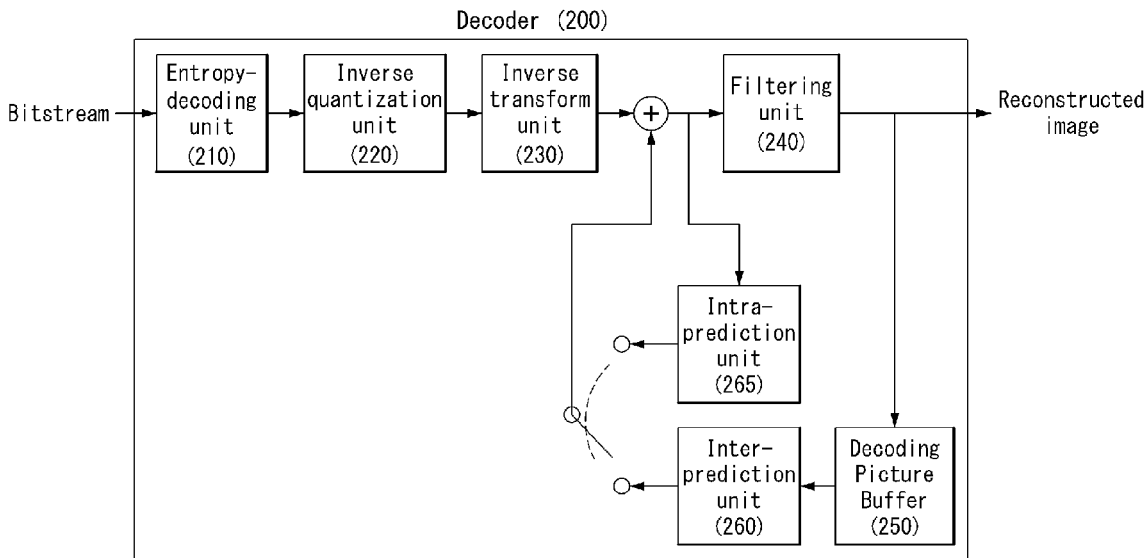 Decoder (200)
Bitstream
Entropy-
decoding
unit
(210)
Inverse
quantization
unit
(220)
Inverse
transform
unit
(230)
+
Filtering
unit
(240)
Reconstructed
image
Intra-
prediction
unit
(265)
Inter-
prediction
unit
(260)
Decoding
Picture
Buffer
(250)